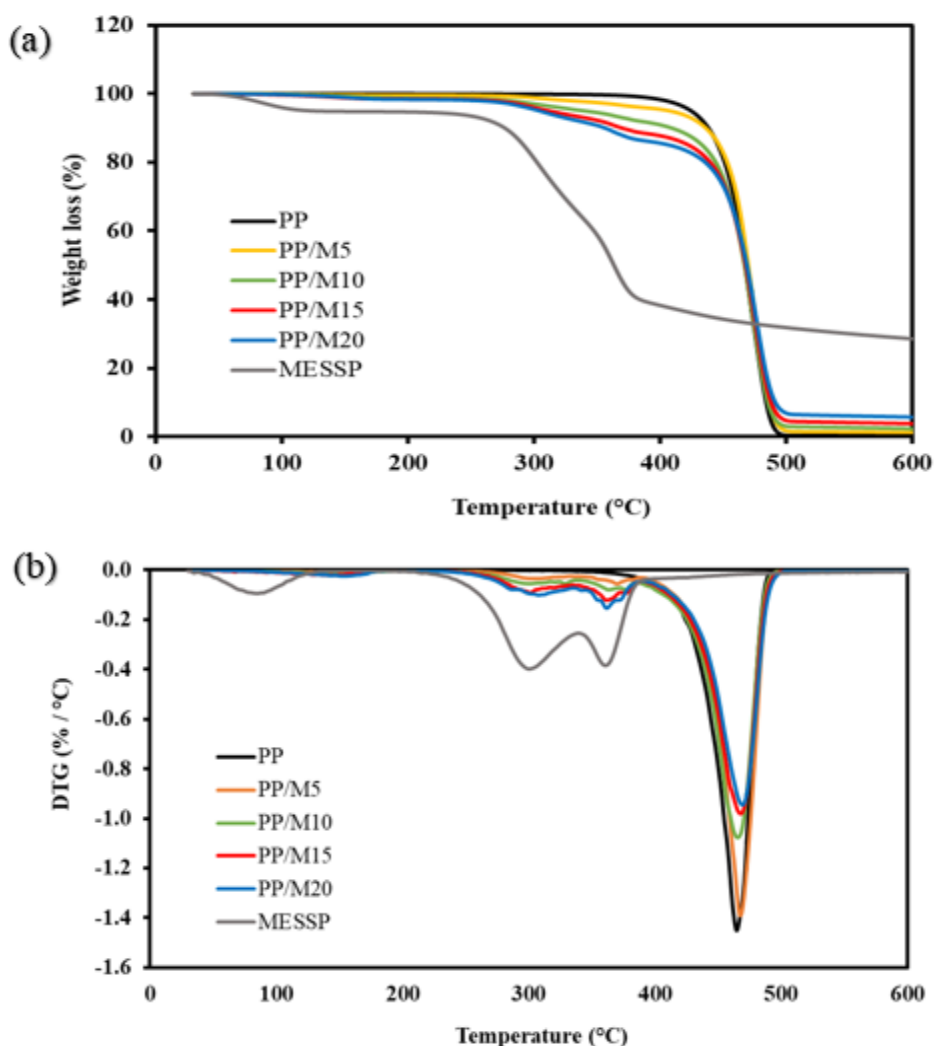 (a)
Weight loss (%)
120
100
80
60
40
20
0
PP
PP/M5
PP/M10
PP/M15
PP/M20
MESSP
0 100 200 300 400 500 600
Temperature (°C)
(b)
DTG (% / °C)
0.0
-0.2
-0.4
-0.6
-0.8
-1.0
-1.2
-1.4
-1.6
PP
PP/M5
PP/M10
PP/M15
PP/M20
MESSP
0 100 200 300 400 500 600
Temperature (°C)